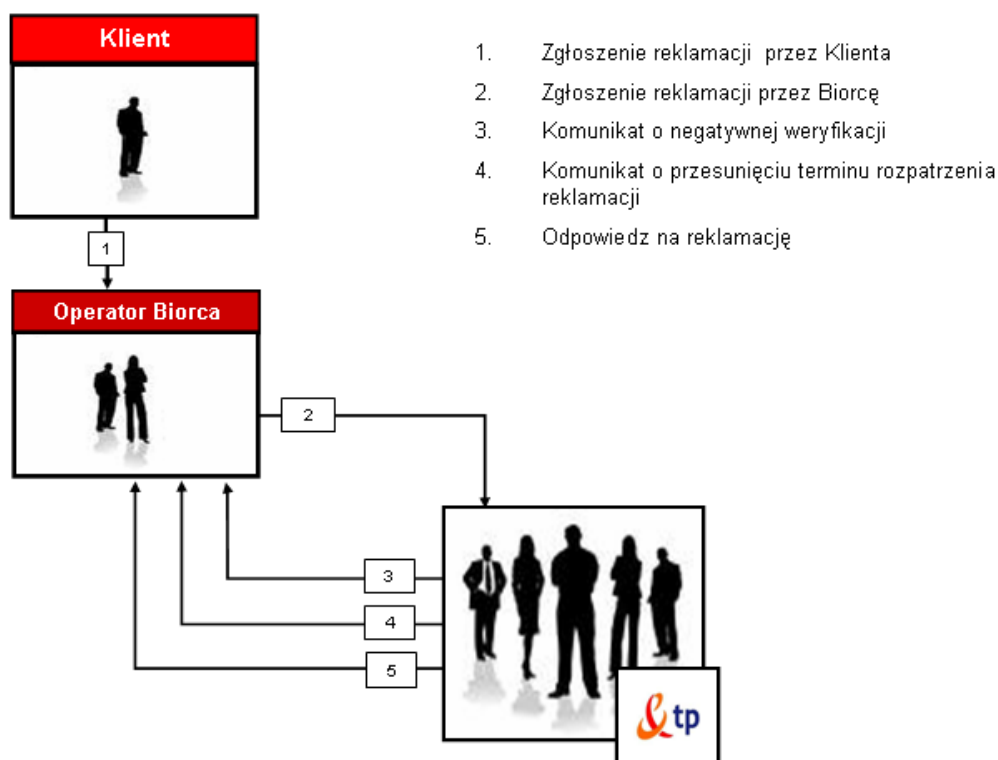 Klient
1. Zgłoszenie reklamacji przez Klienta
2. Zgłoszenie reklamacji przez Biorcę
3. Komunikat o negatywnej weryfikacji
4. Komunikat o przesunięciu terminu rozpatrzenia
reklamacji
5. Odpowiedz na reklamację
1
Operator Biorca
2
3
4
5
tp